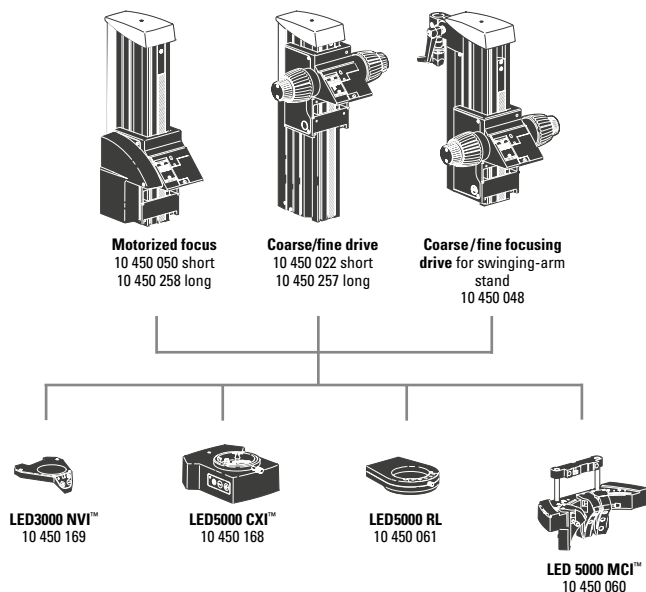 Motorized focus
10 450 050 short
10 450 258 long
Coarse/fine drive
10 450 022 short
10 450 257 long
Coarse/fine focusing
drive for swinging-arm
stand
10 450 048
LED3000 NVI™
10 450 169
LED5000 CXI™
10 450 168
LED5000 RL
10 450 061
LED 5000 MCI™
10 450 060